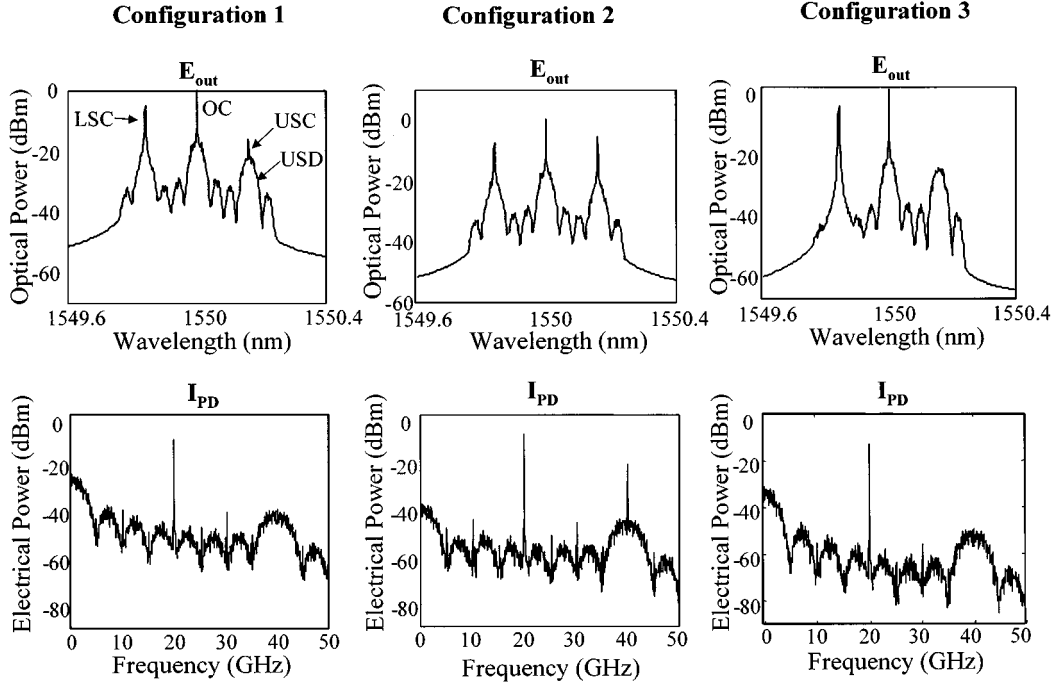 Configuration 1
Configuration 2
Configuration 3
E_out
E_out
E_out
Optical Power (dBm)
0
-20
-40
-60
LSC
OC
USC
USD
1549.6
1550
1550.4
Wavelength (nm)
Optical Power (dBm)
0
-20
-40
-60
1549.6
1550
1550.4
Wavelength (nm)
Optical Power (dBm)
0
-20
-40
-60
1549.6
1550
1550.4
Wavelength (nm)
I_PD
I_PD
I_PD
Electrical Power (dBm)
0
-20
-40
-60
-80
0 10 20 30 40 50
Frequency (GHz)
Electrical Power (dBm)
0
-20
-40
-60
-80
0 10 20 30 40 50
Frequency (GHz)
Electrical Power (dBm)
0
-20
-40
-60
-80
0 10 20 30 40 50
Frequency (GHz)